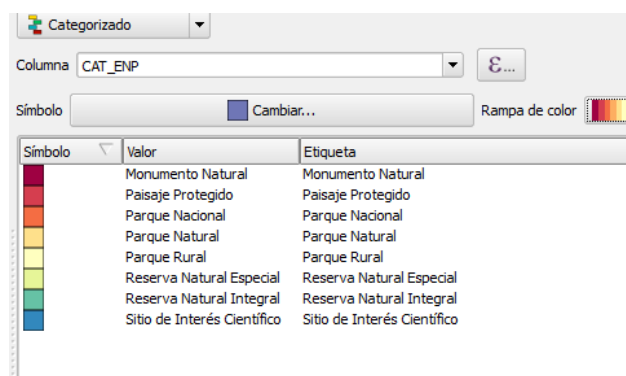 Categorizado
Columna CAT_ENP ε...
Símbolo Cambiar... Rampa de color
Símbolo Valor Etiqueta
Monumento Natural Monumento Natural
Paisaje Protegido Paisaje Protegido
Parque Nacional Parque Nacional
Parque Natural Parque Natural
Parque Rural Parque Rural
Reserva Natural Especial Reserva Natural Especial
Reserva Natural Integral Reserva Natural Integral
Sitio de Interés Científico Sitio de Interés Científico